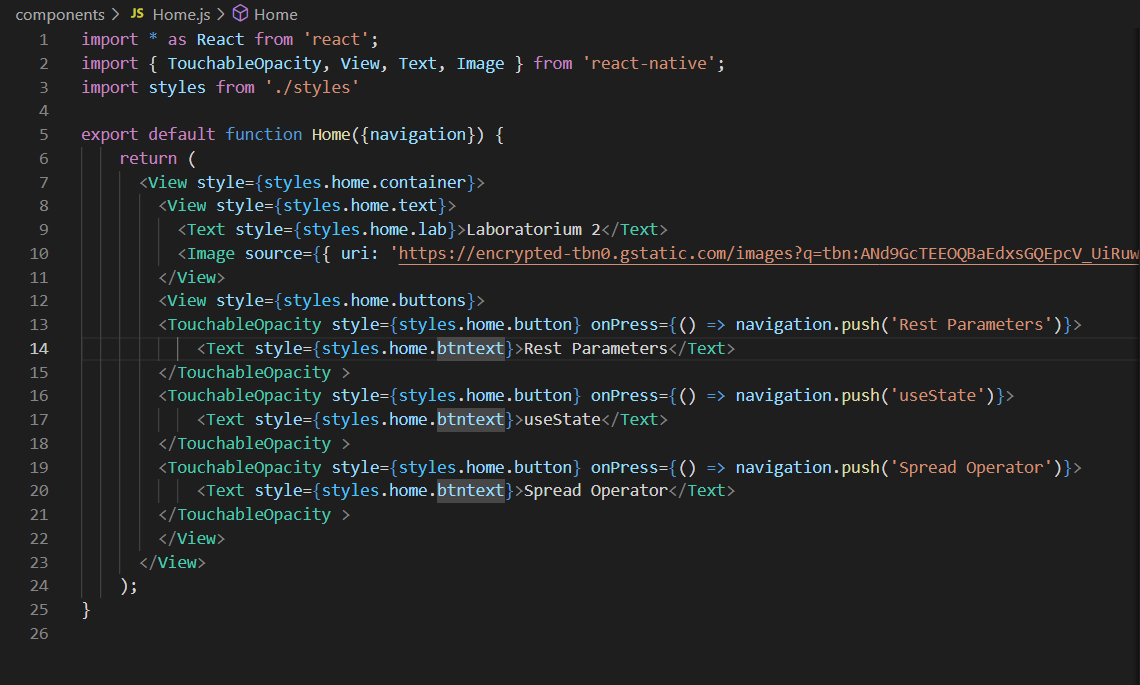 components > JS Home.js > Home
1 import * as React from 'react';
2 import { TouchableOpacity, View, Text, Image } from 'react-native';
3 import styles from './styles'
4
5 export default function Home({navigation}) {
6     return (
7       <View style={styles.home.container}>
8         <View style={styles.home.text}>
9           <Text style={styles.home.lab}>Laboratorium 2</Text>
10           <Image source={{ uri: 'https://encrypted-tbn0.gstatic.com/images?q=tbn:ANd9GcTEEOQBaEdxsGQEpcV_UiRuw
11         </View>
12         <View style={styles.home.buttons}>
13         <TouchableOpacity style={styles.home.button} onPress={() => navigation.push('Rest Parameters')}>
14             <Text style={styles.home.btntext}>Rest Parameters</Text>
15         </TouchableOpacity >
16         <TouchableOpacity style={styles.home.button} onPress={() => navigation.push('useState')}>
17             <Text style={styles.home.btntext}>useState</Text>
18         </TouchableOpacity >
19         <TouchableOpacity style={styles.home.button} onPress={() => navigation.push('Spread Operator')}>
20             <Text style={styles.home.btntext}>Spread Operator</Text>
21         </TouchableOpacity >
22         </View>
23       </View>
24     );
25 }
26